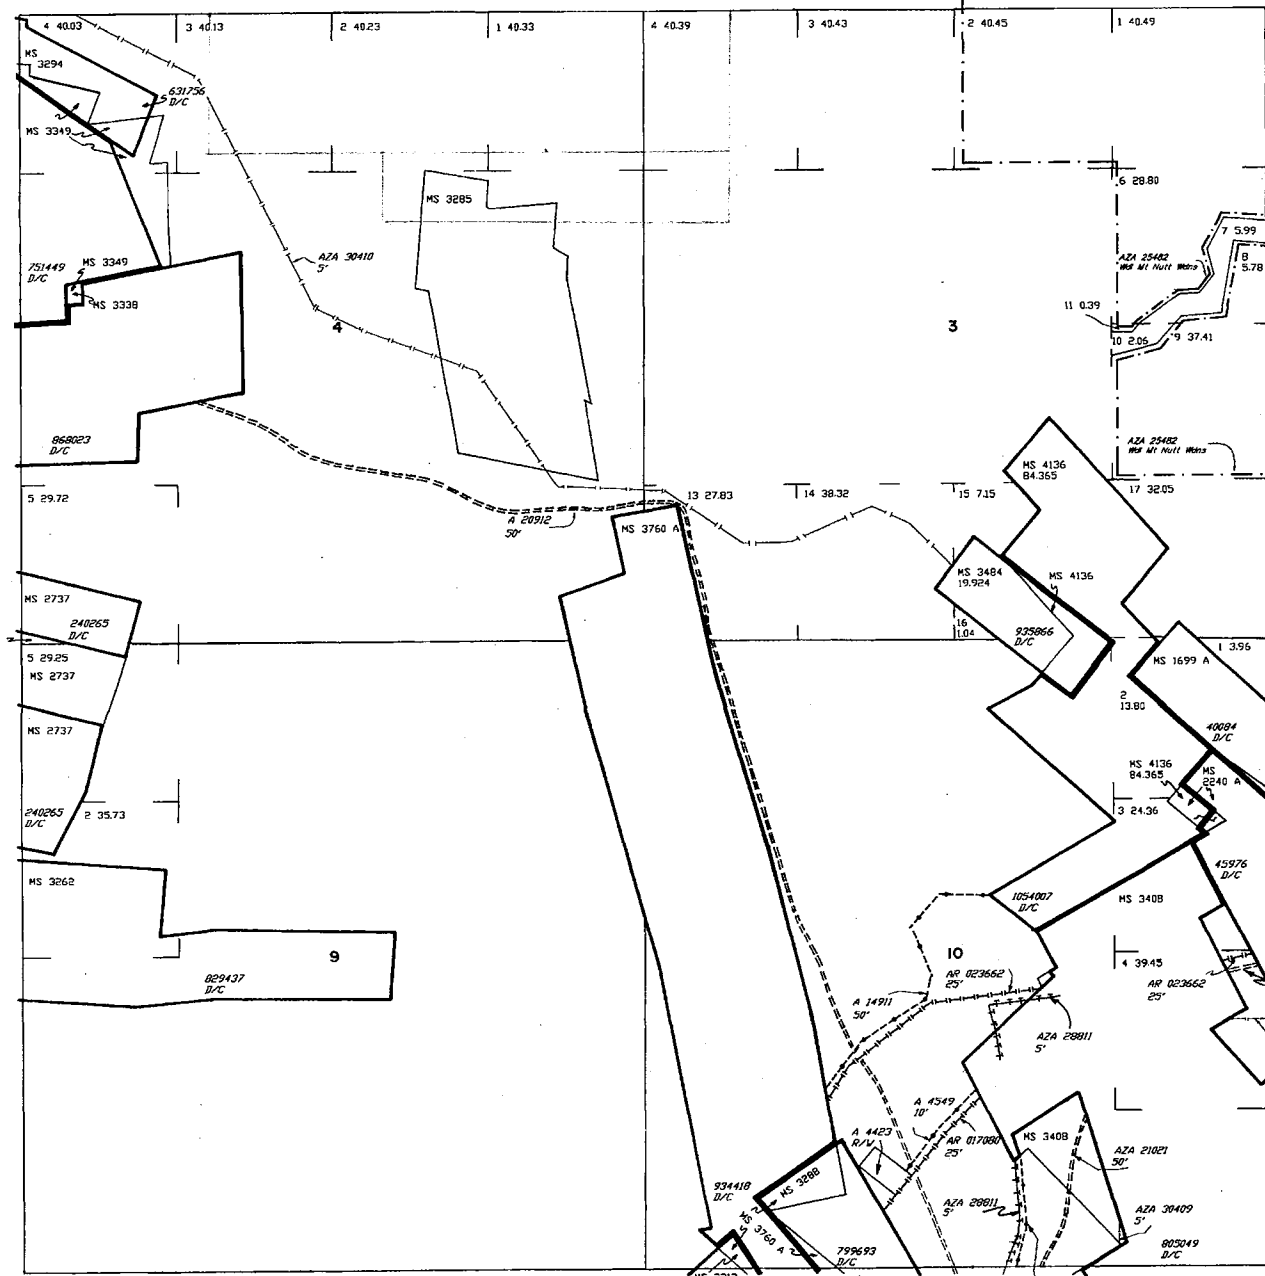 4 40.03
3 40.13
2 40.23
1 40.33
4 40.39
3 40.43
2 40.45
1 40.49
MS
3294
631756
D/C
MS 3349
6 28.80
MS 3285
7 5.99
8
5.78
AZA 25482
Wdl Mt Nutt Wdns
AZA 30410
5'
751449
D/C
MS 3349
MS 3338
11 0.39
4
3
10 2.06
9 37.41
868023
D/C
AZA 25482
Wdl Mt Nutt Wdns
MS 4136
84.365
5 29.72
13 27.83
14 38.32
15 7.15
17 32.05
A 20912
50'
MS 3760 A
MS 3484
19.924
MS 4136
MS 2737
240265
D/C
16
1.04
935866
D/C
1 3.96
5 29.25
MS 2737
MS 1699 A
2
13.80
MS 2737
40084
D/C
MS 4136
84.365
MS
2240 A
240265
D/C
2 35.73
3 24.36
45976
D/C
MS 3262
1054007
D/C
MS 3408
9
10
4 39.45
829437
D/C
AR 023662
25'
AR 023662
25'
A 14911
50'
AZA 28811
5'
A 4549
10'
A 4423
R/W
AR 017080
25'
MS 3408
AZA 21021
50'
934418
D/C
MS 3288
AZA 28811
5'
AZA 30409
5'
MS 3760 A
799693
D/C
805049
D/C